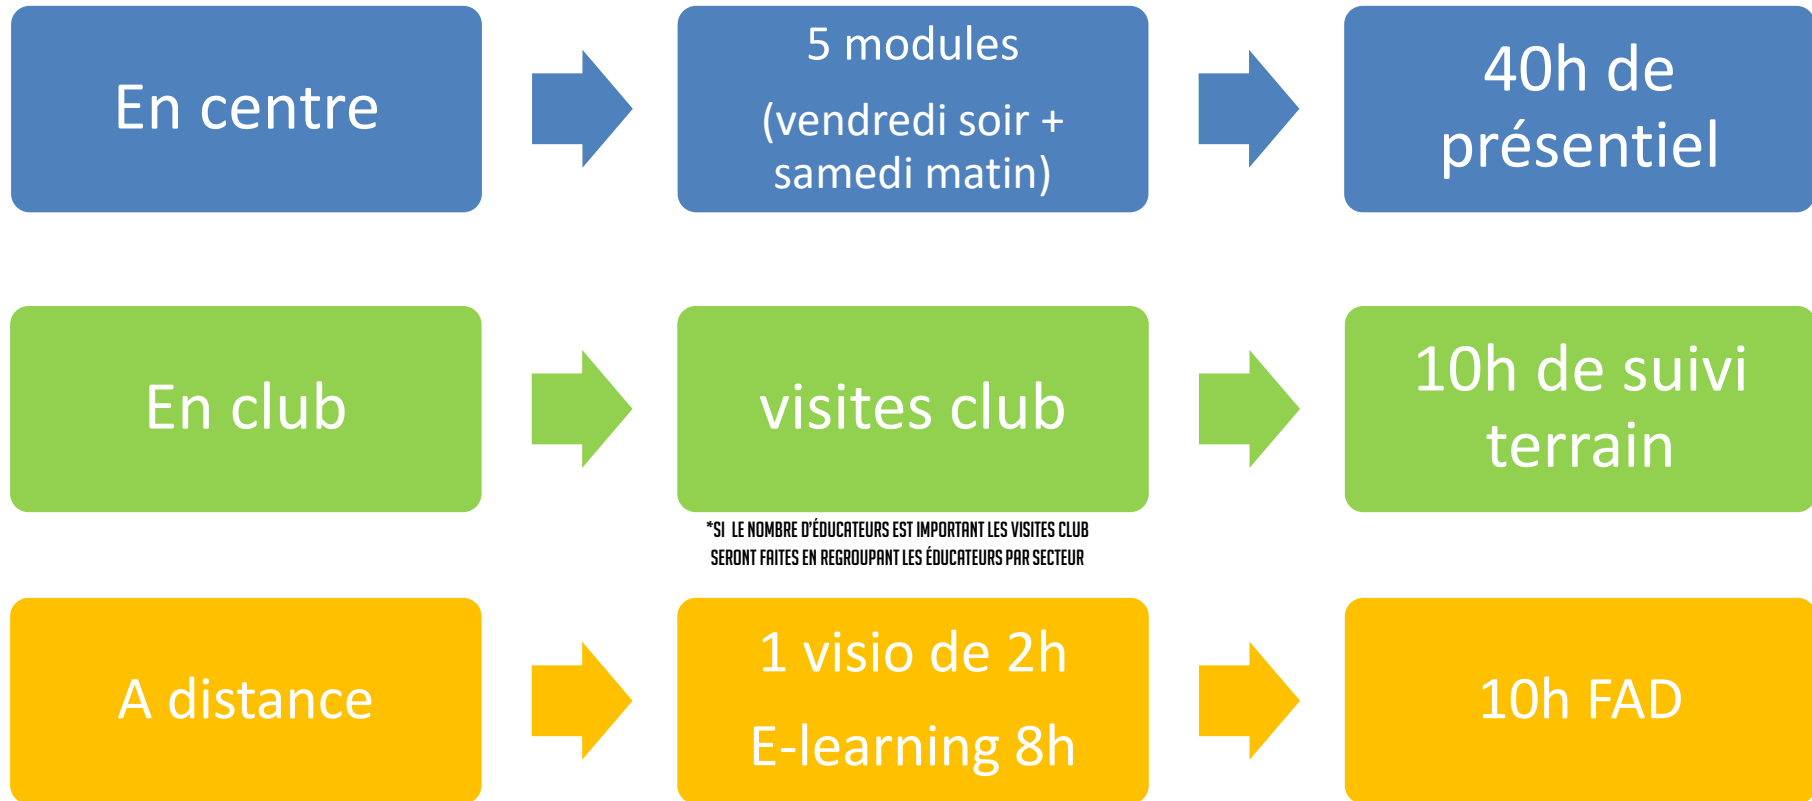 En centre
5 modules
(vendredi soir +
samedi matin)
40h de
présentiel
En club
visites club
10h de suivi
terrain
*SI LE NOMBRE D'ÉDUCATEURS EST IMPORTANT LES VISITES CLUB
SERONT FAITES EN REGROUPANT LES ÉDUCATEURS PAR SECTEUR
A distance
1 visio de 2h
E-learning 8h
10h FAD